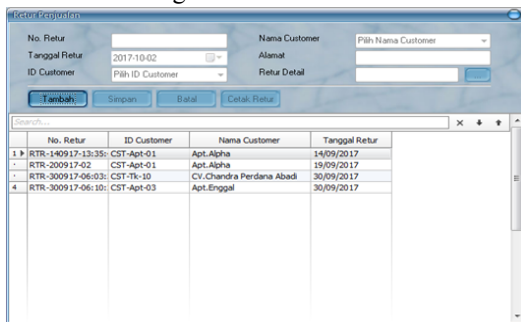 Retur Penjualan
No. Retur
Nama Customer
Pilih Nama Customer
Tanggal Retur
2017-10-02
Alamat
ID Customer
Pilih ID Customer
Retur Detail
Tambah
Simpan
Batal
Cetak Retur
Search...
No. Retur ID Customer Nama Customer Tanggal Retur
1 RTR-140917-13:35: CST-Apt-01 Apt.Alpha 14/09/2017
RTR-200917-02 CST-Apt-01 Apt.Alpha 19/09/2017
RTR-300917-06:03: CST-Tk-10 CV.Chandra Perdana Abadi 30/09/2017
4 RTR-300917-06:10: CST-Apt-03 Apt.Enggal 30/09/2017